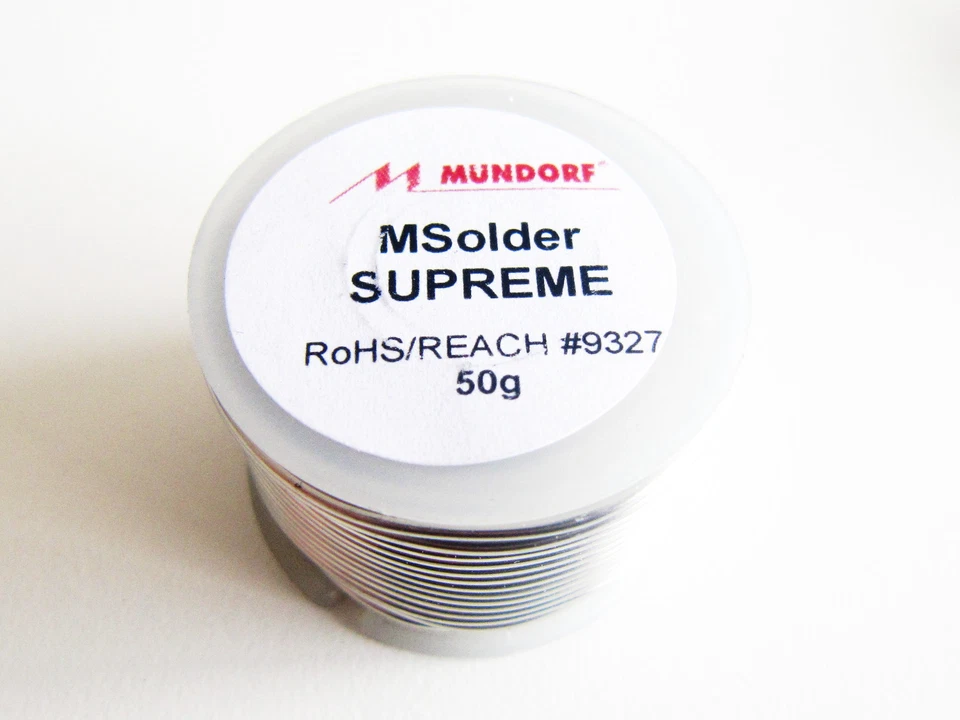 MUNDORF
MSolder
SUPREME
RoHS/REACH #9327
50g